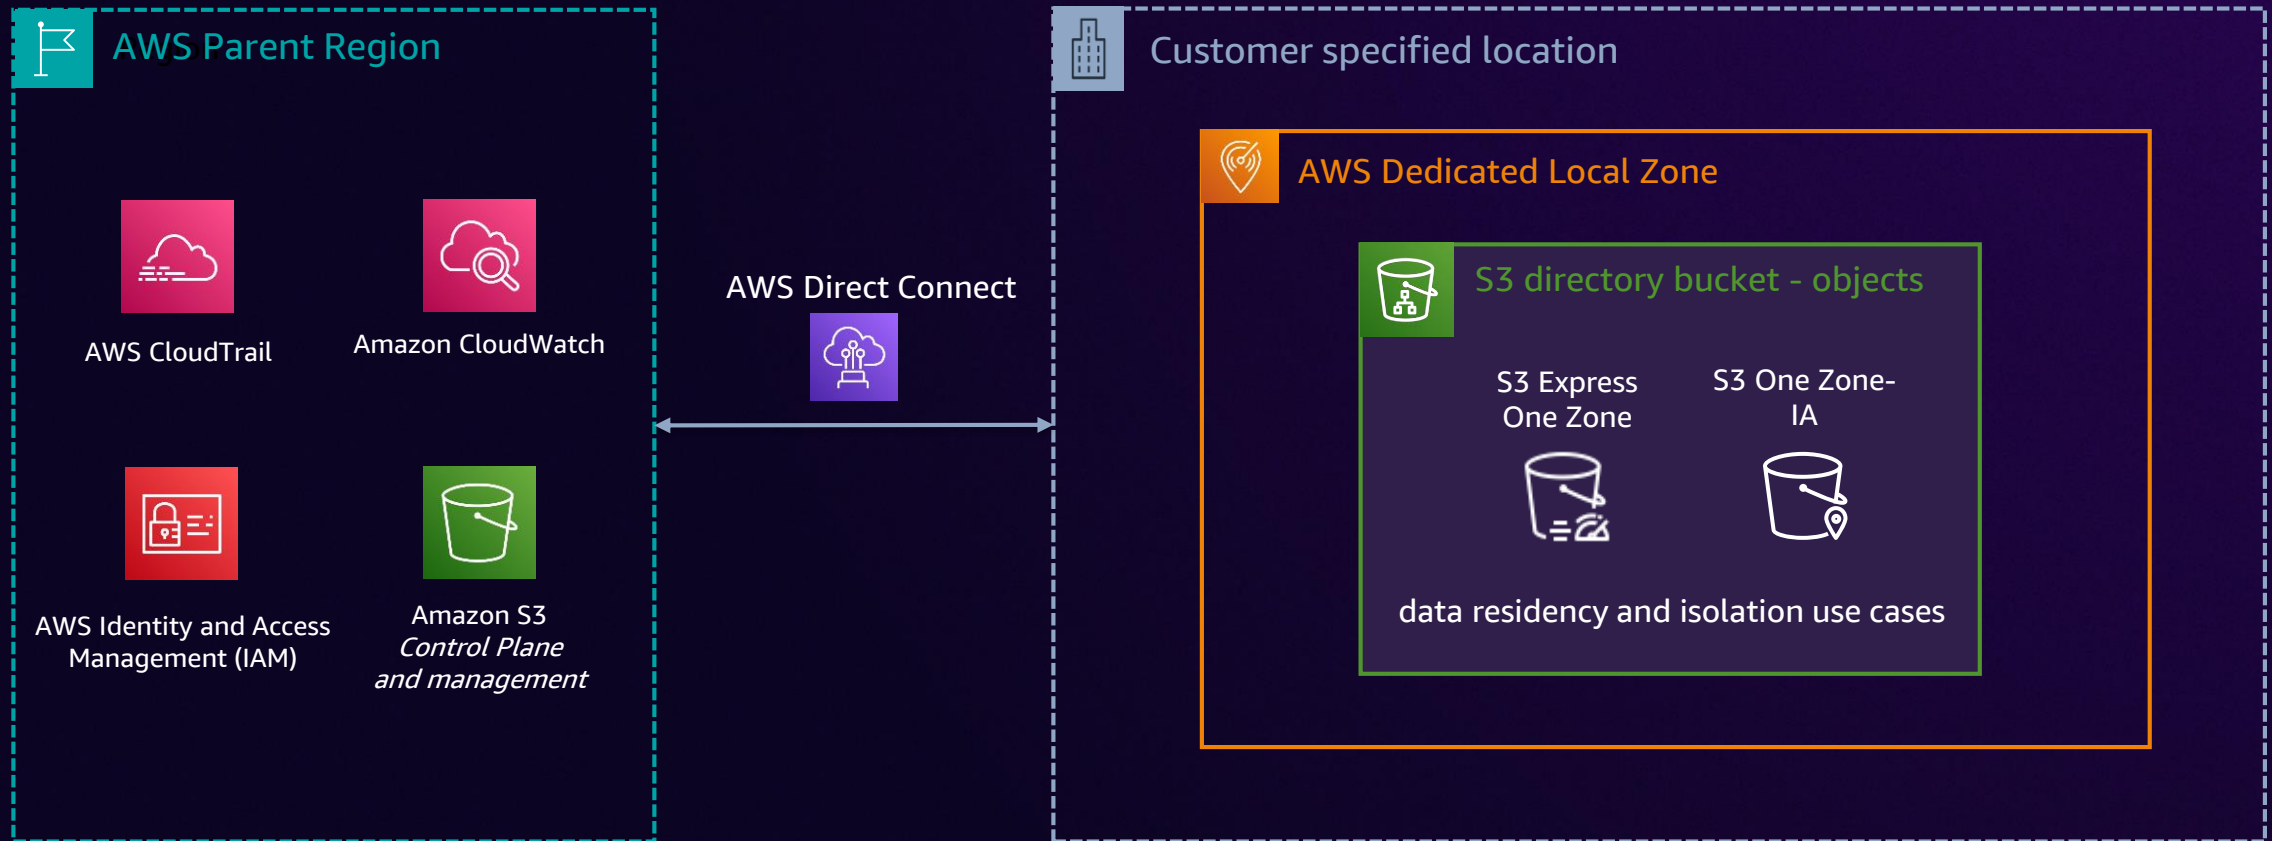 AWS Parent Region
AWS CloudTrail
Amazon CloudWatch
AWS Identity and Access
Management (IAM)
Amazon S3
Control Plane
and management
AWS Direct Connect
Customer specified location
AWS Dedicated Local Zone
S3 directory bucket - objects
S3 Express
One Zone
S3 One Zone-
IA
data residency and isolation use cases